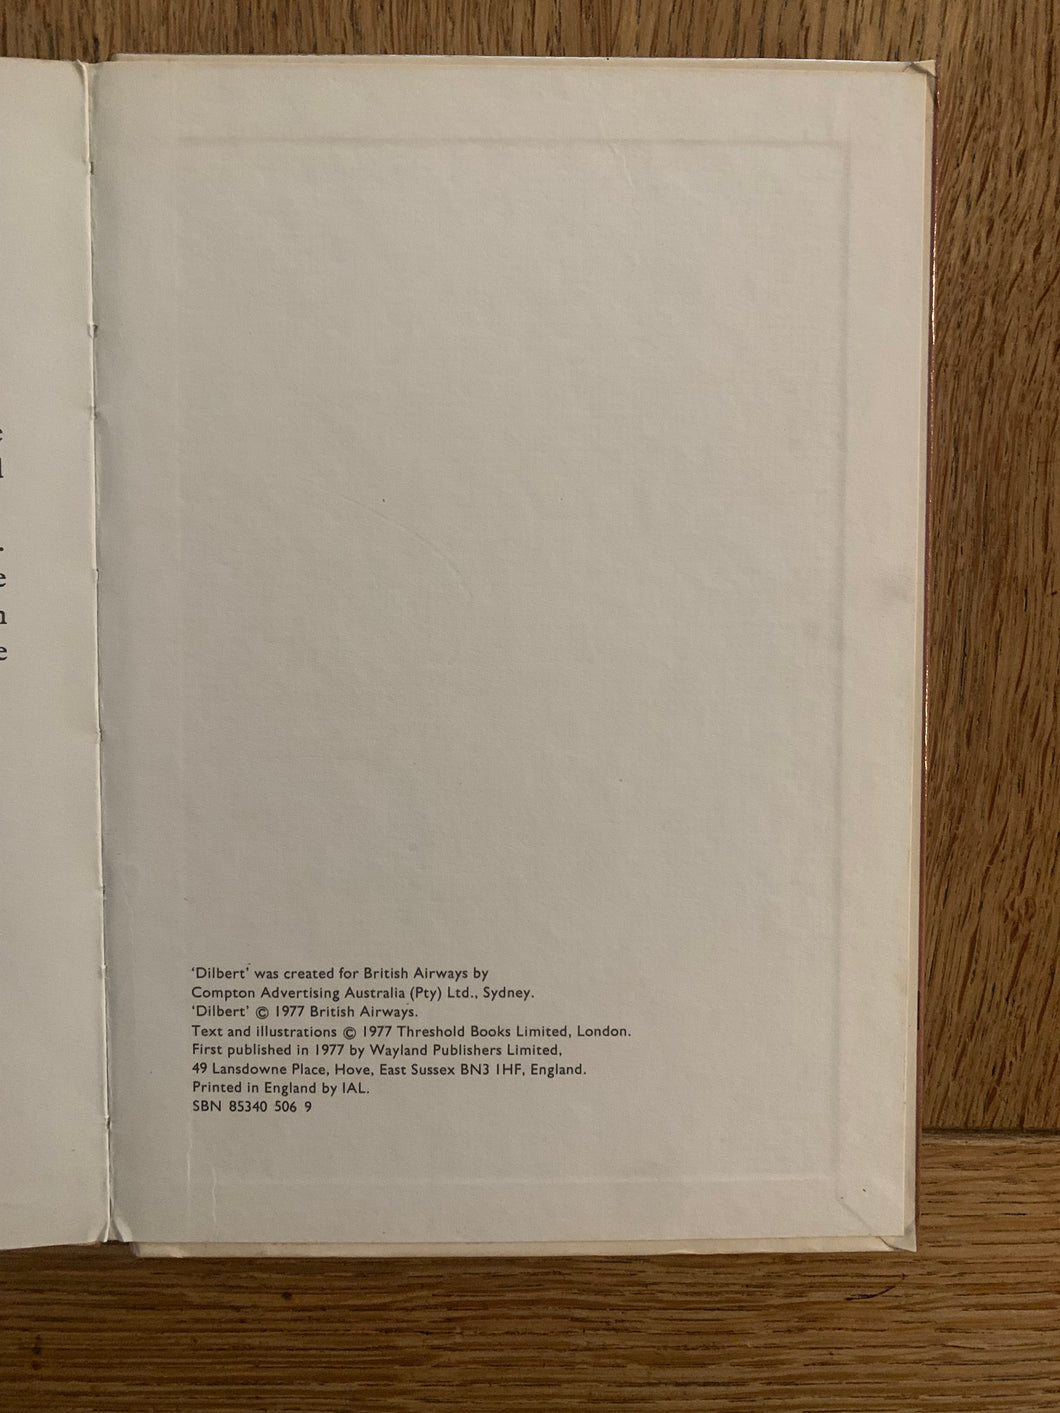 e
l
.
e
n
e
‘Dilbert’ was created for British Airways by
Compton Advertising Australia (Pty) Ltd., Sydney.
‘Dilbert’ © 1977 British Airways.
Text and illustrations © 1977 Threshold Books Limited, London.
First published in 1977 by Wayland Publishers Limited,
49 Lansdowne Place, Hove, East Sussex BN3 1HF, England.
Printed in England by IAL.
SBN 85340 506 9